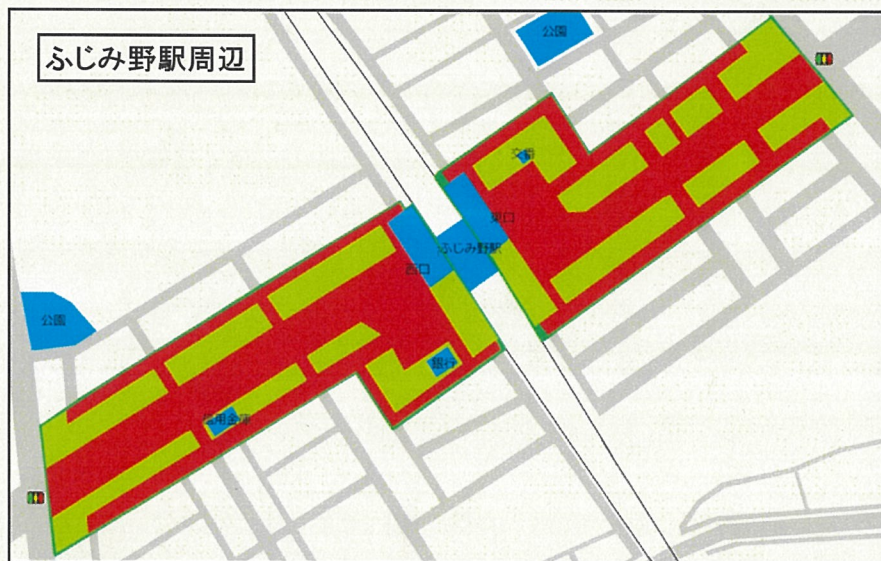 ふじみ野駅周辺
公園
交番
東口
ふじみ野駅
西口
公園
銀行
信用金庫